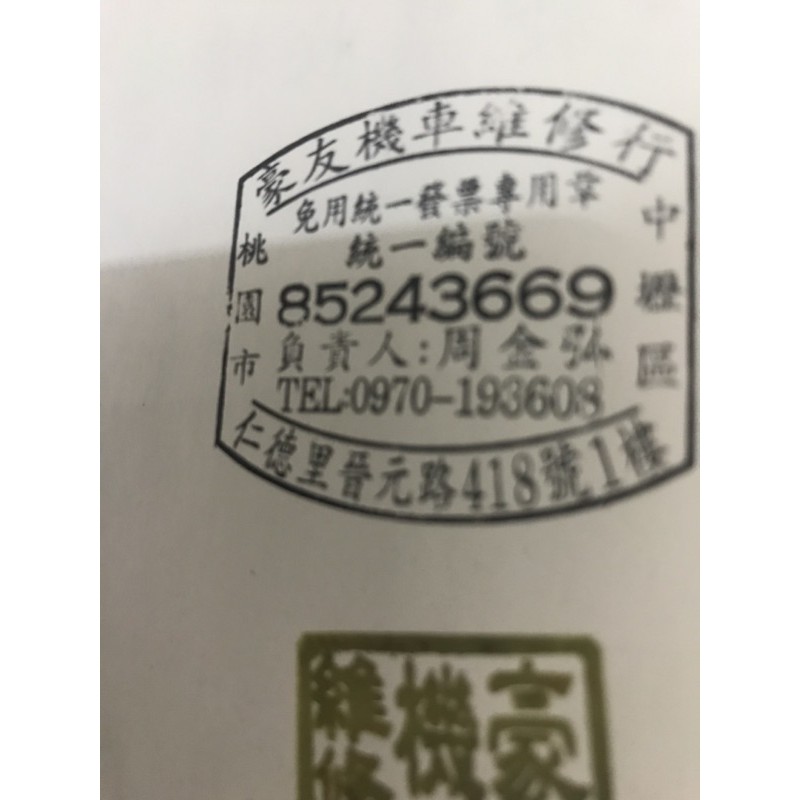 豪友機車維修行
免用統一發票專用章
統一編號
85243669
負責人:周金弘
TEL:0970-193608
桃園市
中壢區
仁德里晉元路418號1樓
豪
機
維修